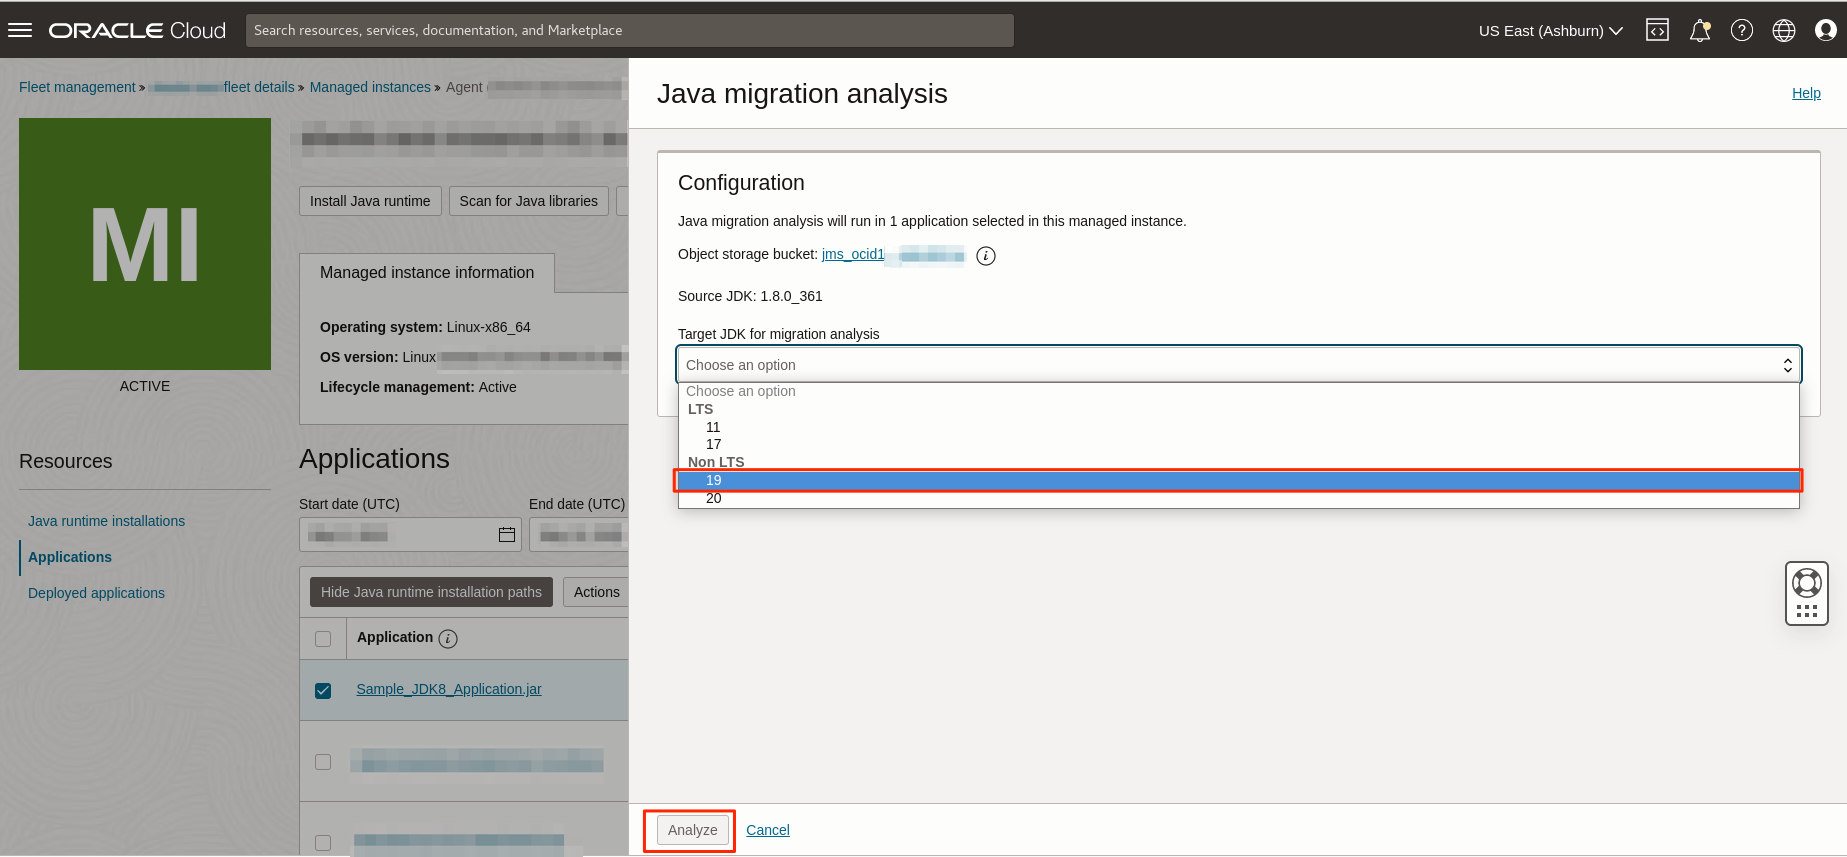 ORACLE Cloud
Search resources, services, documentation, and Marketplace
US East (Ashburn)
Fleet management » fleet details » Managed instances » Agent
MI
ACTIVE
Install Java runtime
Scan for Java libraries
Managed instance information
Operating system: Linux-x86_64
OS version: Linux
Lifecycle management: Active
Resources
Java runtime installations
Applications
Deployed applications
Applications
Start date (UTC)
End date (UTC)
Hide Java runtime installation paths
Actions
Application
Sample_JDK8_Application.jar
Java migration analysis
Help
Configuration
Java migration analysis will run in 1 application selected in this managed instance.
Object storage bucket: jms_ocid1
Source JDK: 1.8.0_361
Target JDK for migration analysis
Choose an option
Choose an option
LTS
11
17
Non LTS
19
20
Analyze
Cancel